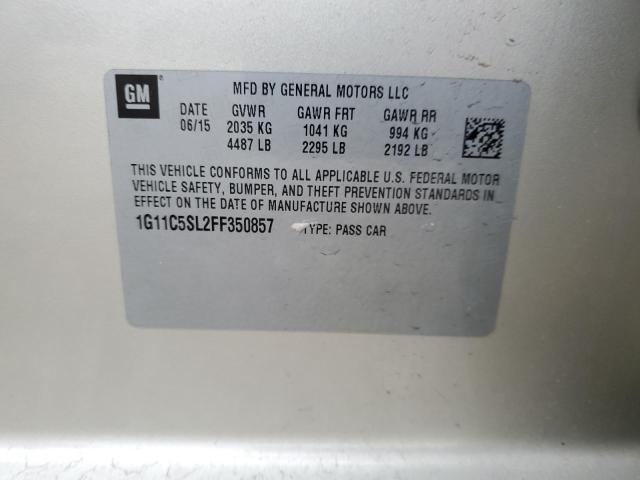 GM
MFD BY GENERAL MOTORS LLC
DATE GVWR GAWR FRT GAWR RR
06/15 2035 KG 1041 KG 994 KG
4487 LB 2295 LB 2192 LB
THIS VEHICLE CONFORMS TO ALL APPLICABLE U.S. FEDERAL MOTOR
VEHICLE SAFETY, BUMPER, AND THEFT PREVENTION STANDARDS IN
EFFECT ON THE DATE OF MANUFACTURE SHOWN ABOVE.
1G11C5SL2FF350857 TYPE: PASS CAR